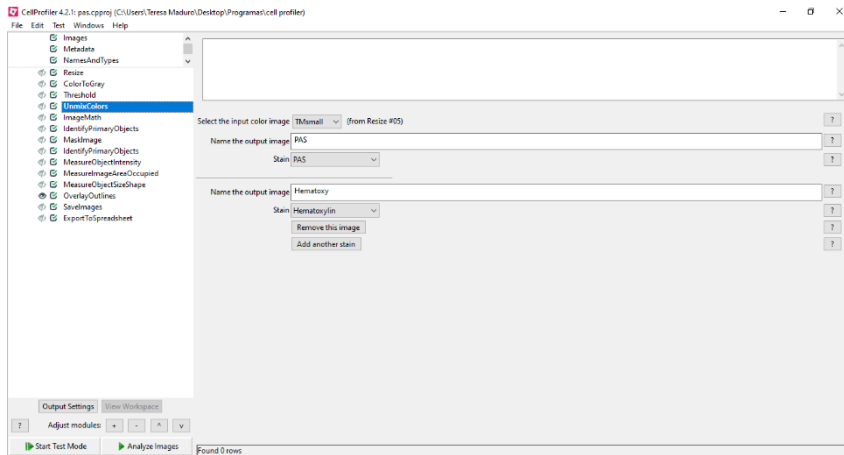 CellProfiler 4.2.1: pas.cpproj (C:\Users\Teresa Maduro\Desktop\Programas\cell profiler)
File Edit Test Windows Help
Images
Metadata
NamesAndTypes
Resize
ColorToGray
Threshold
UnmixColors
ImageMath
IdentifyPrimaryObjects
MaskImage
IdentifyPrimaryObjects
MeasureObjectIntensity
MeasureImageAreaOccupied
MeasureObjectSizeShape
OverlayOutlines
SaveImages
ExportToSpreadsheet
Output Settings View Workspace
? Adjust modules + - ^ v
Start Test Mode Analyze Images
Select the input color image TMsmall (from Resize #05) ?
Name the output image PAS ?
Stain PAS ?
Name the output image Hematoxy ?
Stain Hematoxylin ?
Remove this image ?
Add another stain ?
Found 0 rows